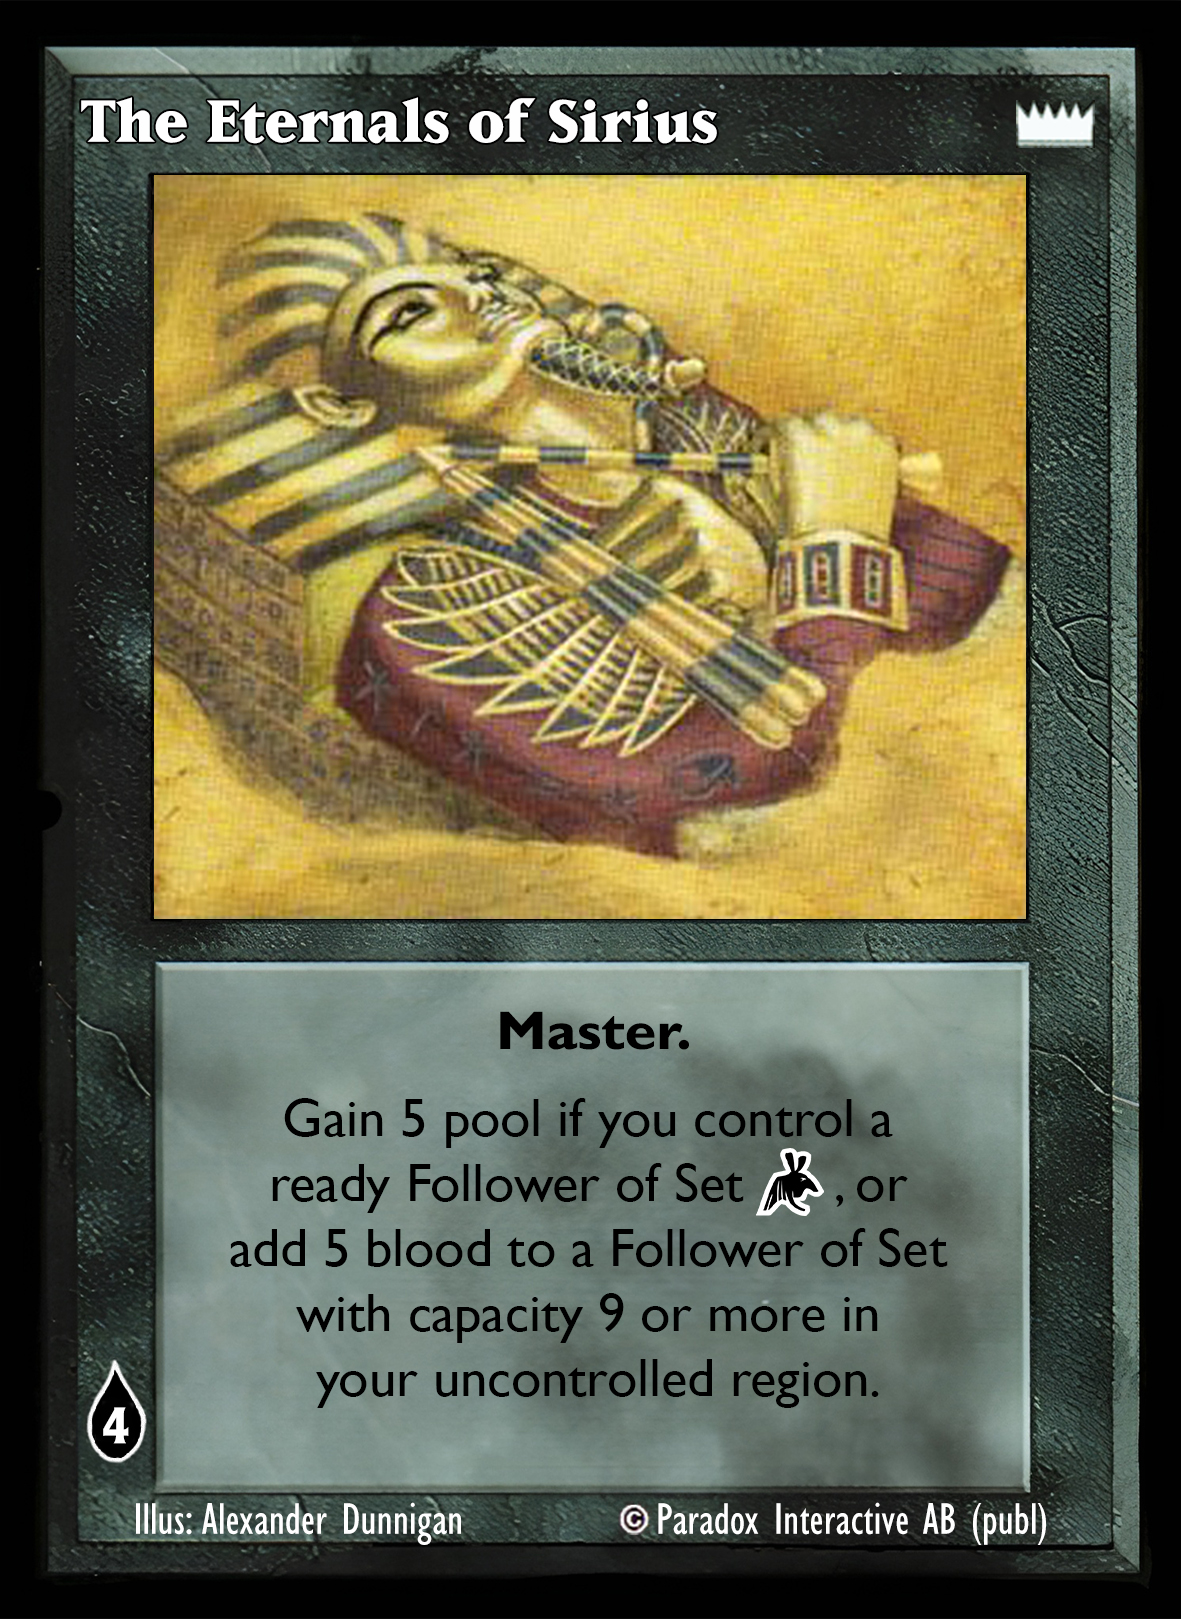 The Eternals of Sirius
Master.
Gain 5 pool if you control a
ready Follower of Set , or
add 5 blood to a Follower of Set
with capacity 9 or more in
your uncontrolled region.
4
Illus: Alexander Dunnigan
© Paradox Interactive AB (publ)